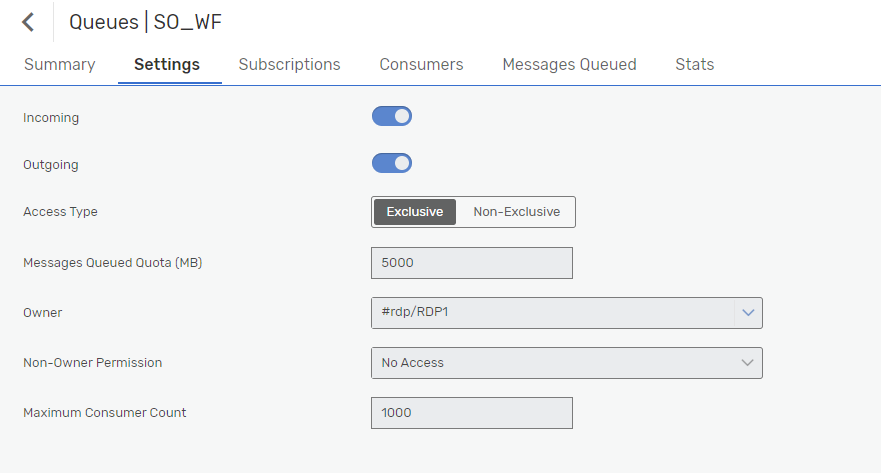 Queues | SO_WF
Summary Settings Subscriptions Consumers Messages Queued Stats
Incoming
Outgoing
Access Type Exclusive Non-Exclusive
Messages Queued Quota (MB) 5000
Owner #rdp/RDP1
Non-Owner Permission No Access
Maximum Consumer Count 1000